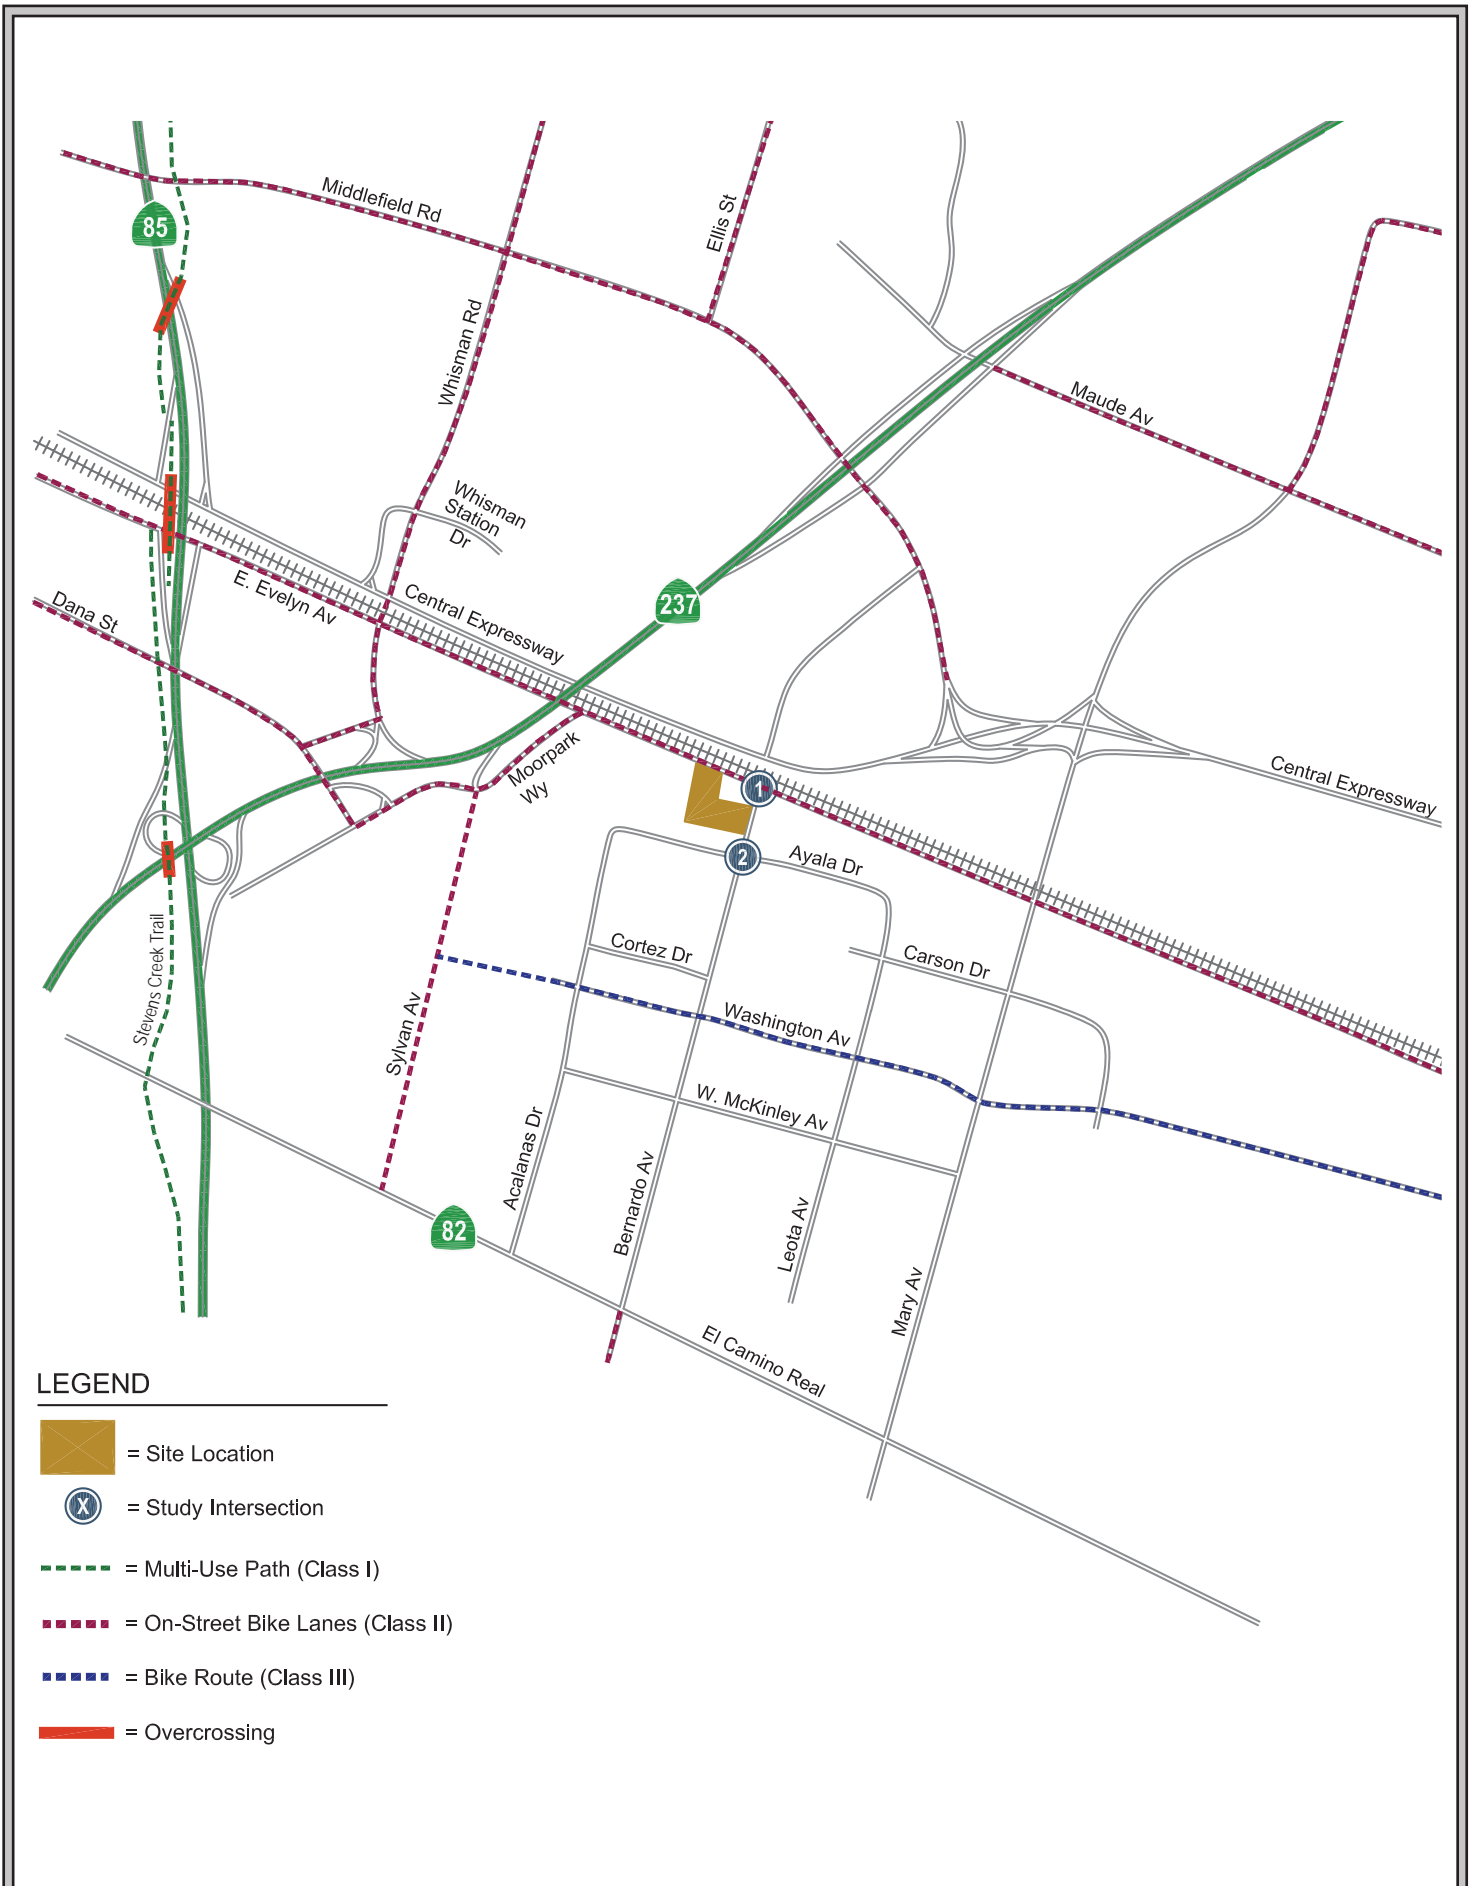 Middlefield Rd
Ellis St
85
Whisman Rd
Maude Av
Whisman
Station
Dr
E. Evelyn Av
Central Expressway
237
Dana St
Moorpark
Wy
Central Expressway
1
2
Ayala Dr
Stevens Creek Trail
Cortez Dr
Carson Dr
Sylvan Av
Washington Av
W. McKinley Av
Acalanas Dr
Bernardo Av
Leota Av
82
Mary Av
El Camino Real
LEGEND
= Site Location
X = Study Intersection
= Multi-Use Path (Class I)
= On-Street Bike Lanes (Class II)
= Bike Route (Class III)
= Overcrossing